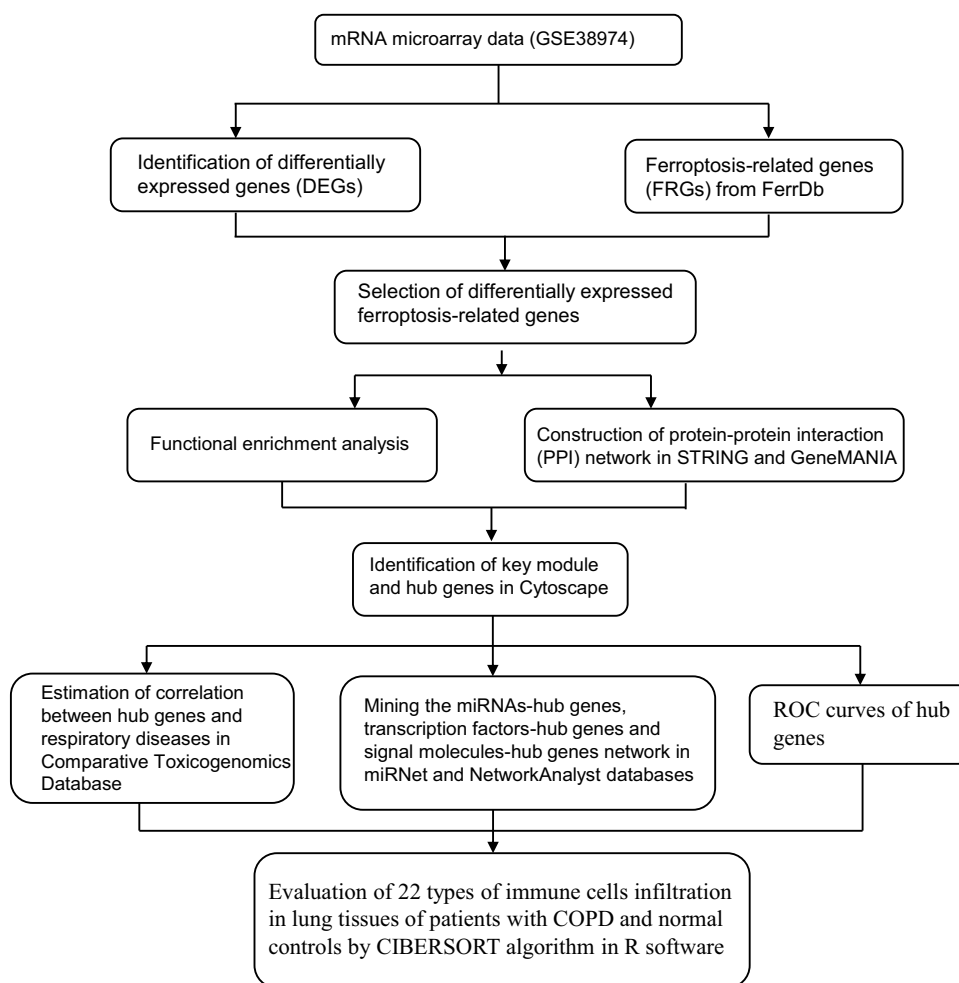 mRNA microarray data (GSE38974)
Identification of differentially
expressed genes (DEGs)
Ferroptosis-related genes
(FRGs) from FerrDb
Selection of differentially expressed
ferroptosis-related genes
Functional enrichment analysis
Construction of protein-protein interaction
(PPI) network in STRING and GeneMANIA
Identification of key module
and hub genes in Cytoscape
Estimation of correlation
between hub genes and
respiratory diseases in
Comparative Toxicogenomics
Database
Mining the miRNAs-hub genes,
transcription factors-hub genes and
signal molecules-hub genes network in
miRNet and NetworkAnalyst databases
ROC curves of hub
genes
Evaluation of 22 types of immune cells infiltration
in lung tissues of patients with COPD and normal
controls by CIBERSORT algorithm in R software